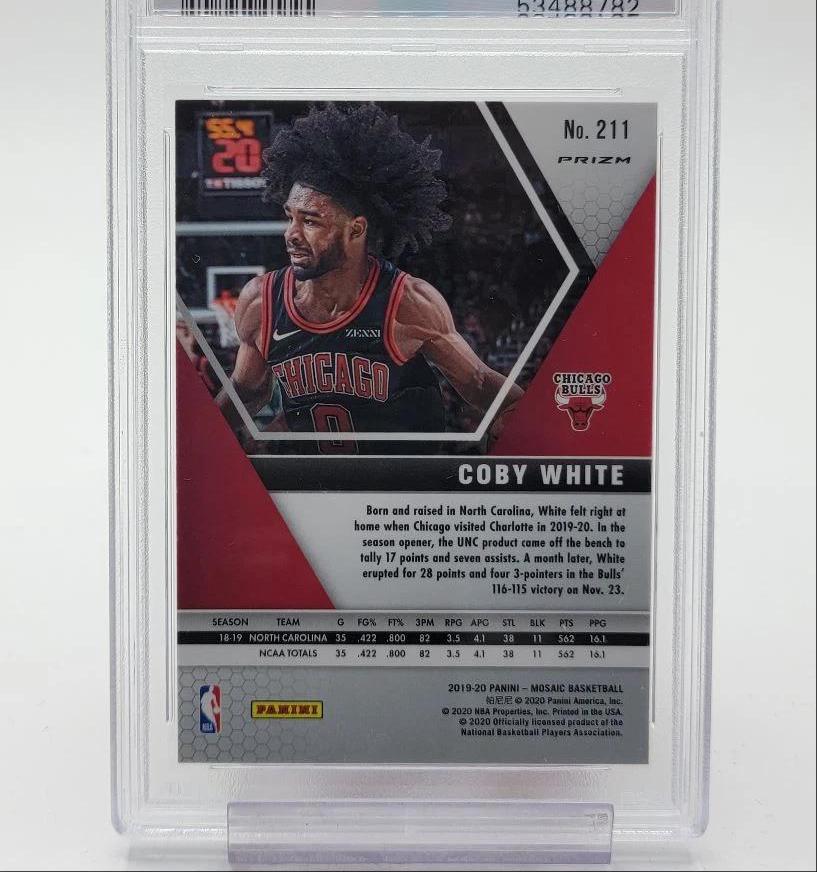 53488782
No. 211
PRIZM
20
ZENNI
CHICAGO
0
CHICAGO
BULLS
COBY WHITE
Born and raised in North Carolina, White felt right at
home when Chicago visited Charlotte in 2019-20. In the
season opener, the UNC product came off the bench to
tally 17 points and seven assists. A month later, White
erupted for 28 points and four 3-pointers in the Bulls'
116-115 victory on Nov. 23.
SEASON TEAM G FG% FT% 3PM RPG APG STL BLK PTS PPG
18-19 NORTH CAROLINA 35 .422 .800 82 3.5 4.1 38 11 562 16.1
NCAA TOTALS 35 .422 .800 82 3.5 4.1 38 11 562 16.1
2019-20 PANINI – MOSAIC BASKETBALL
帕尼尼 © 2020 Panini America, Inc.
© 2020 NBA Properties, Inc. Printed in the USA.
© 2020 Officially licensed product of the
National Basketball Players Association.
NBA
PANINI